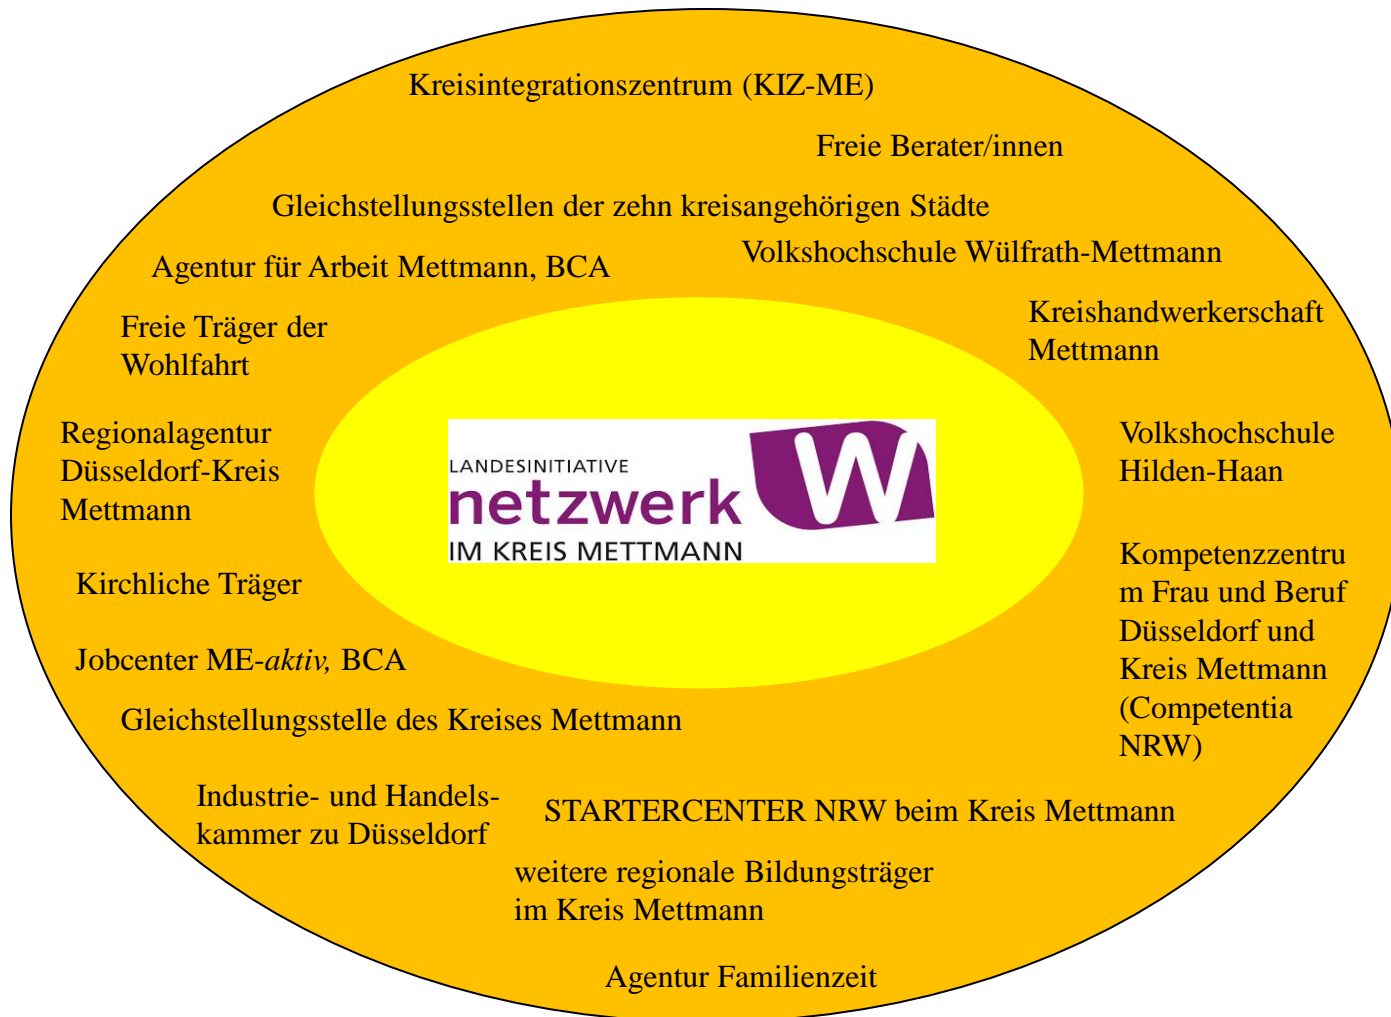 Kreisintegrationszentrum (KIZ-ME)
Freie Berater/innen
Gleichstellungsstellen der zehn kreisangehörigen Städte
Volkshochschule Wülfrath-Mettmann
Agentur für Arbeit Mettmann, BCA
Freie Träger der
Wohlfahrt
Kreishandwerkerschaft
Mettmann
Regionalagentur
Düsseldorf-Kreis
Mettmann
LANDESINITIATIVE
netzwerk W
IM KREIS METTMANN
Volkshochschule
Hilden-Haan
Kirchliche Träger
Kompetenzzentru
m Frau und Beruf
Düsseldorf und
Kreis Mettmann
(Competentia
NRW)
Jobcenter ME-aktiv, BCA
Gleichstellungsstelle des Kreises Mettmann
Industrie- und Handels-
kammer zu Düsseldorf
STARTERCENTER NRW beim Kreis Mettmann
weitere regionale Bildungsträger
im Kreis Mettmann
Agentur Familienzeit